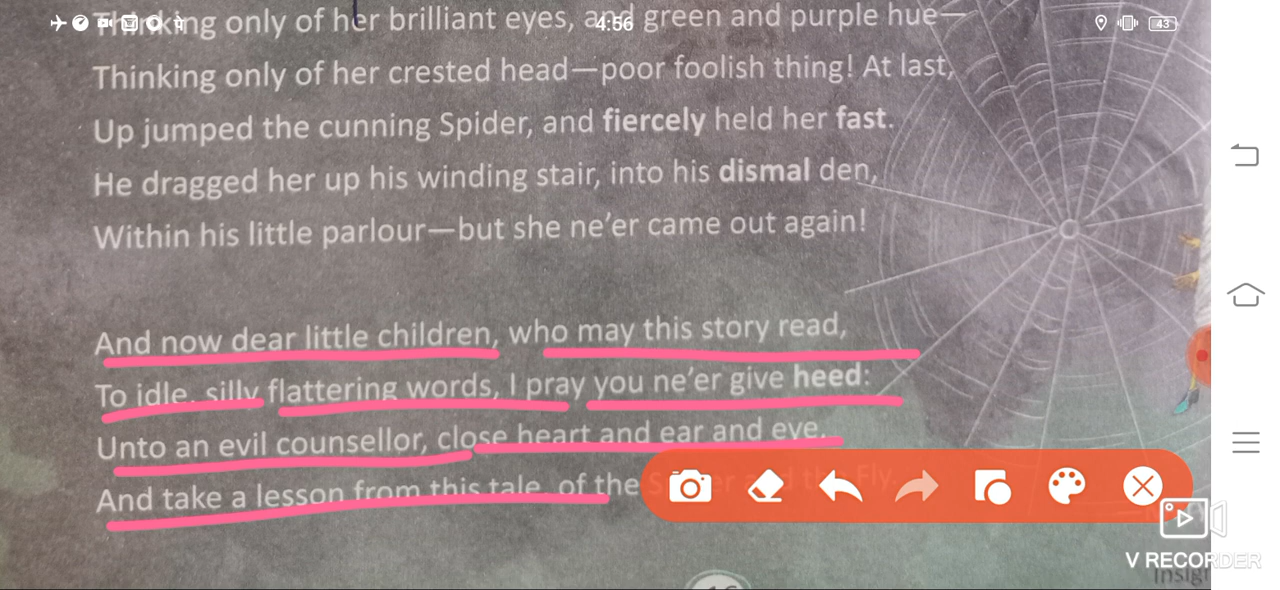 Thinking only of her brilliant eyes, and green and purple hue—
4:56
43
Thinking only of her crested head—poor foolish thing! At last,
Up jumped the cunning Spider, and fiercely held her fast.
He dragged her up his winding stair, into his dismal den,
Within his little parlour—but she ne'er came out again!
And now dear little children, who may this story read,
To idle, silly flattering words, I pray you ne'er give heed:
Unto an evil counsellor, close heart and ear and eye,
And take a lesson from this tale, of the Spider and the Fly.
V RECORDER